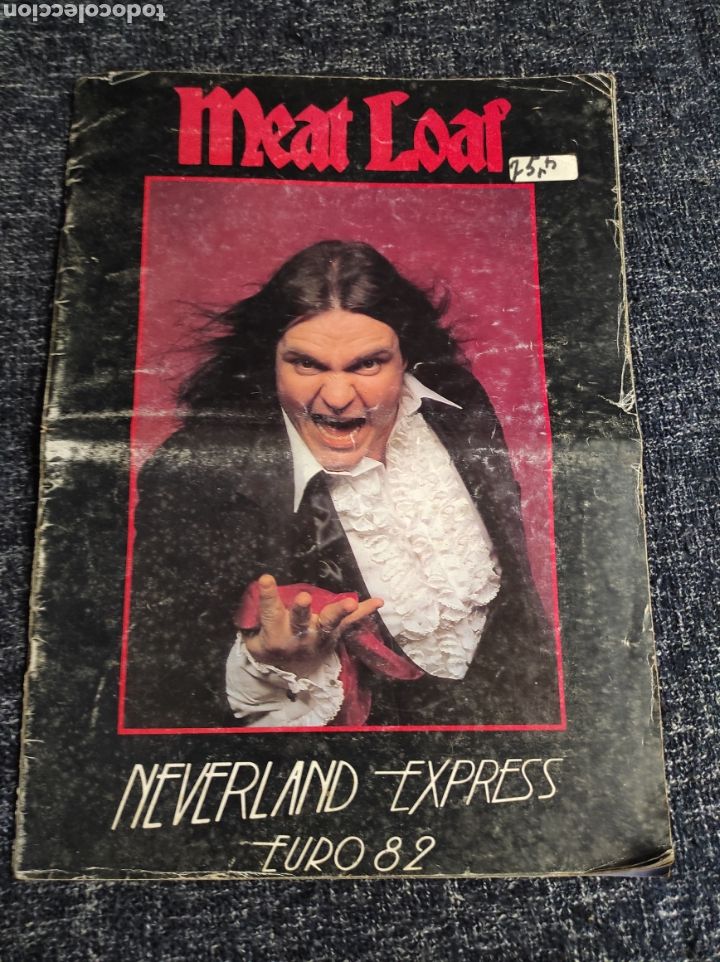 todocoleccion
Meat Loaf
NEVERLAND EXPRESS
EURO 82